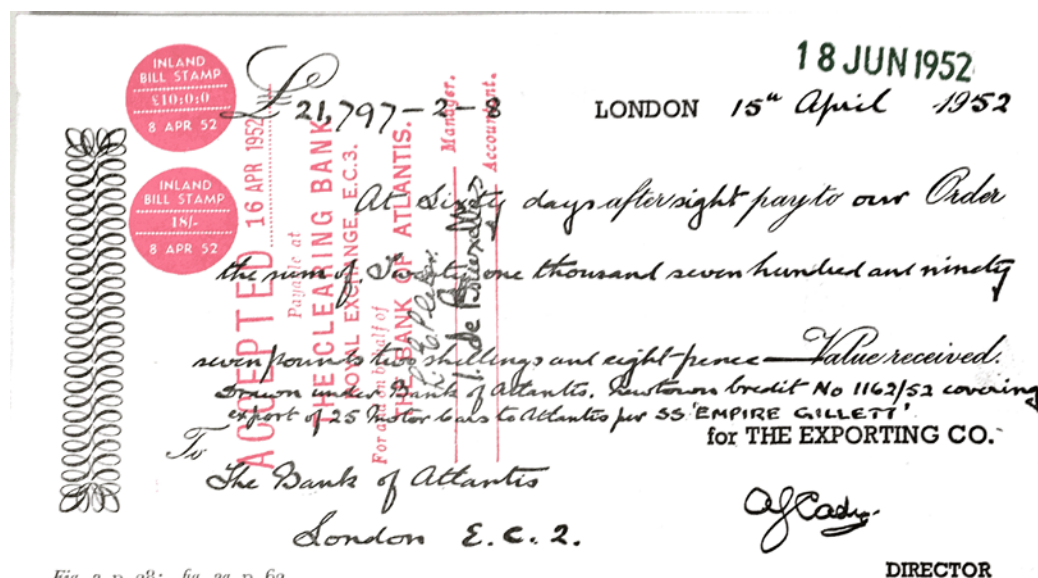 INLAND
BILL STAMP
£10:0:0
8 APR 52
INLAND
BILL STAMP
18/-
8 APR 52
18 JUN 1952
£ 21,797-2-8
LONDON 15th April 1952
At Sixty days after sight pay to our Order
the sum of Twenty one thousand seven hundred and ninety
seven pounds two shillings and eight pence — Value received.
Drawn under Bank of Atlantis, Newtown Credit No 1162/52 covering
export of 25 Motor Cars to Atlantis per SS 'EMPIRE GILLETT'.
for THE EXPORTING CO.
To
The Bank of Atlantis
London E.C.2.
DIRECTOR
ACCEPTED 16 APR 1952
Payable at
THE CLEARING BANK
ROYAL EXCHANGE, E.C.3.
For and on behalf of
THE BANK OF ATLANTIS.
Manager.
Accountant.